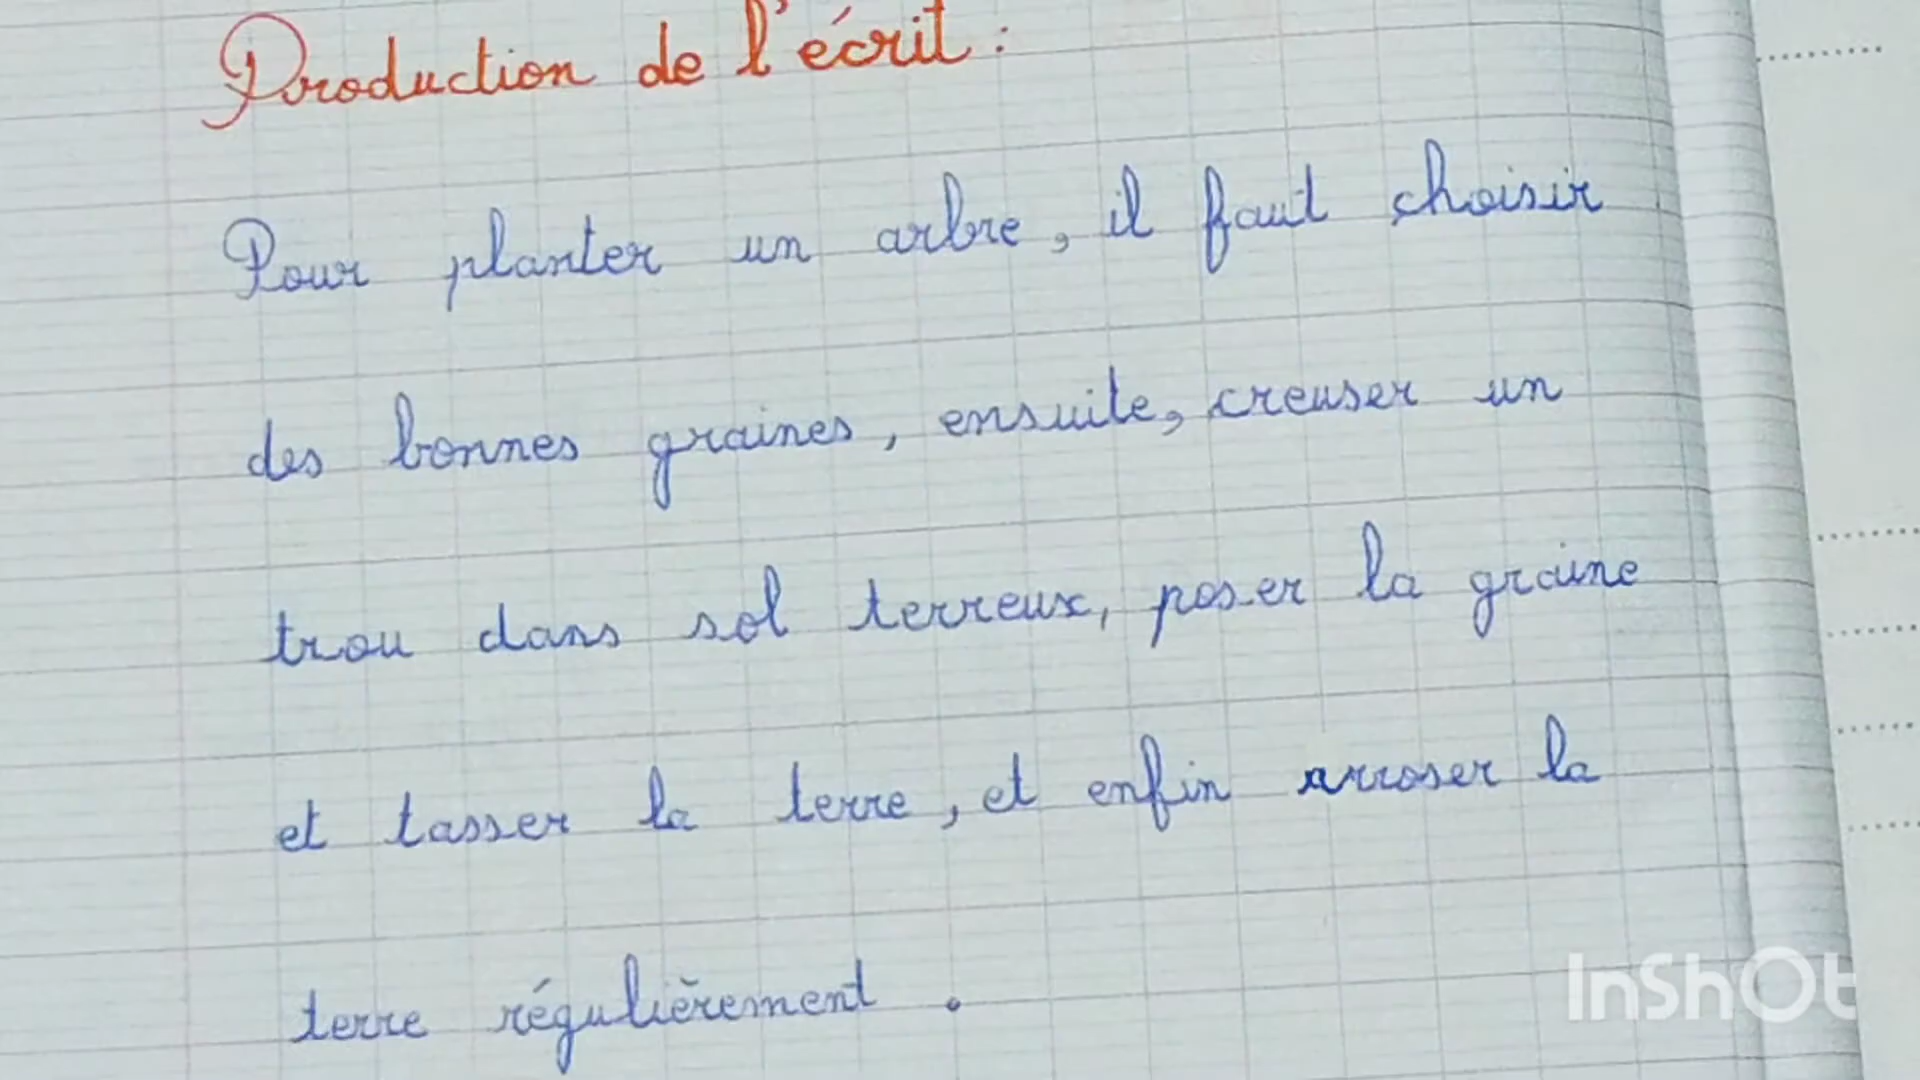 Production de l'écrit :
Pour planter un arbre, il faut choisir
des bonnes graines, ensuite, creuser un
trou dans sol terreux, poser la graine
et tasser la terre, et enfin arroser la
terre régulièrement .
InShOt